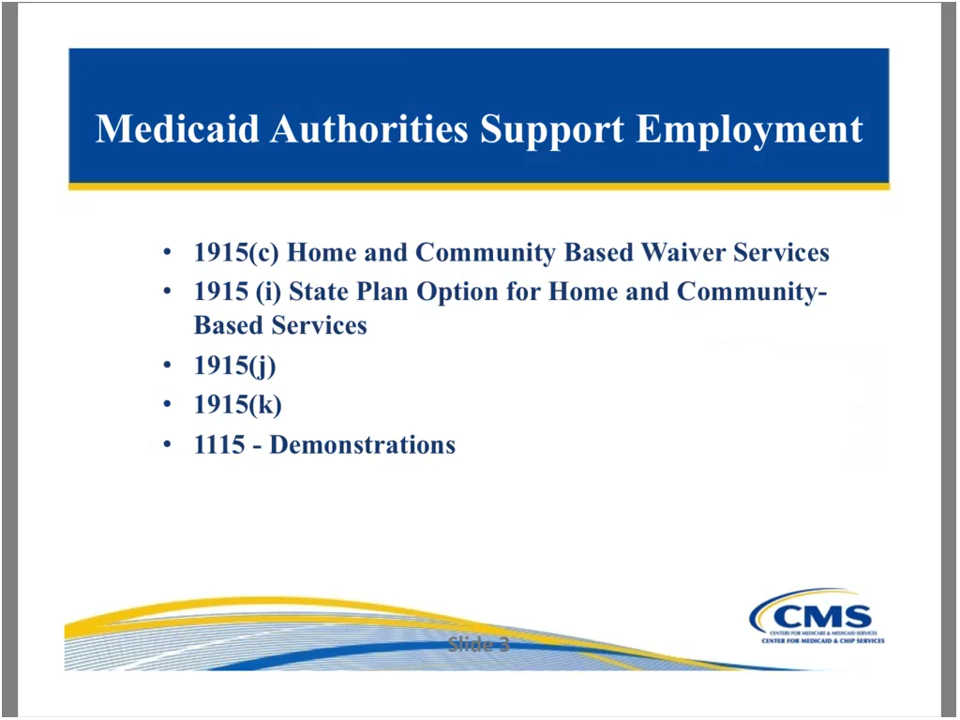 Medicaid Authorities Support Employment
• 1915(c) Home and Community Based Waiver Services
• 1915 (i) State Plan Option for Home and Community-
Based Services
• 1915(j)
• 1915(k)
• 1115 - Demonstrations
CMS
CENTERS FOR MEDICARE & MEDICAID SERVICES
CENTER FOR MEDICAID & CHIP SERVICES
Slide 3